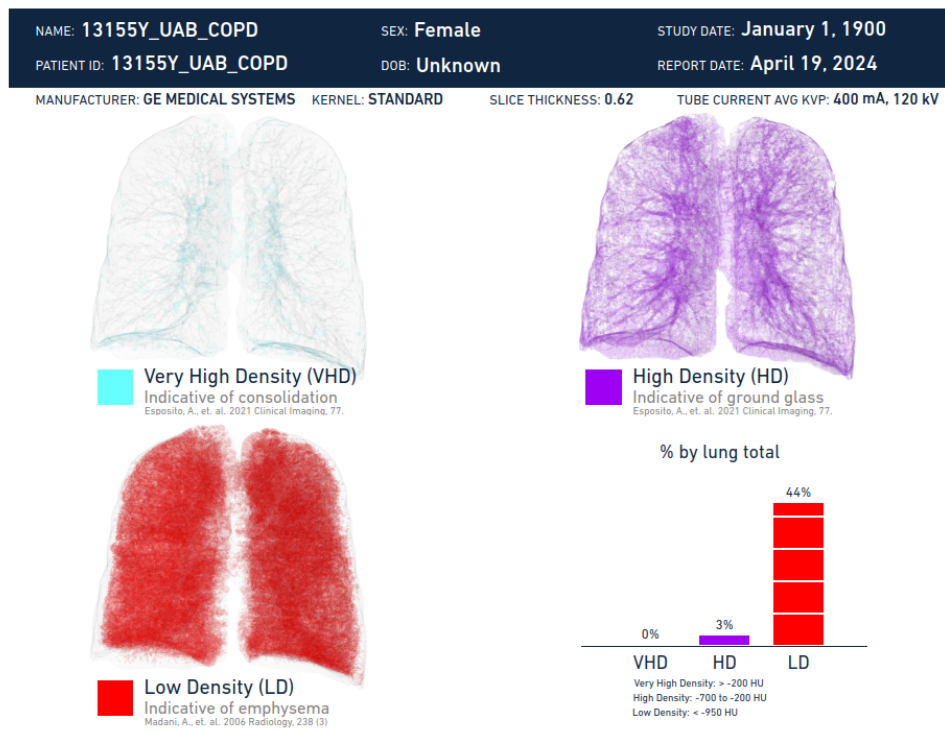 NAME: 13155Y_UAB_COPD SEX: Female STUDY DATE: January 1, 1900
PATIENT ID: 13155Y_UAB_COPD DOB: Unknown REPORT DATE: April 19, 2024
MANUFACTURER: GE MEDICAL SYSTEMS KERNEL: STANDARD SLICE THICKNESS: 0.62 TUBE CURRENT AVG KVP: 400 mA, 120 kV
Very High Density (VHD)
Indicative of consolidation
Esposito, A., et. al. 2021 Clinical Imaging, 77.
High Density (HD)
Indicative of ground glass
Esposito, A., et. al. 2021 Clinical Imaging, 77.
Low Density (LD)
Indicative of emphysema
Madani, A., et. al. 2006 Radiology, 238 (3)
% by lung total
44%
3%
0%
VHD HD LD
Very High Density: > -200 HU
High Density: -700 to -200 HU
Low Density: < -950 HU